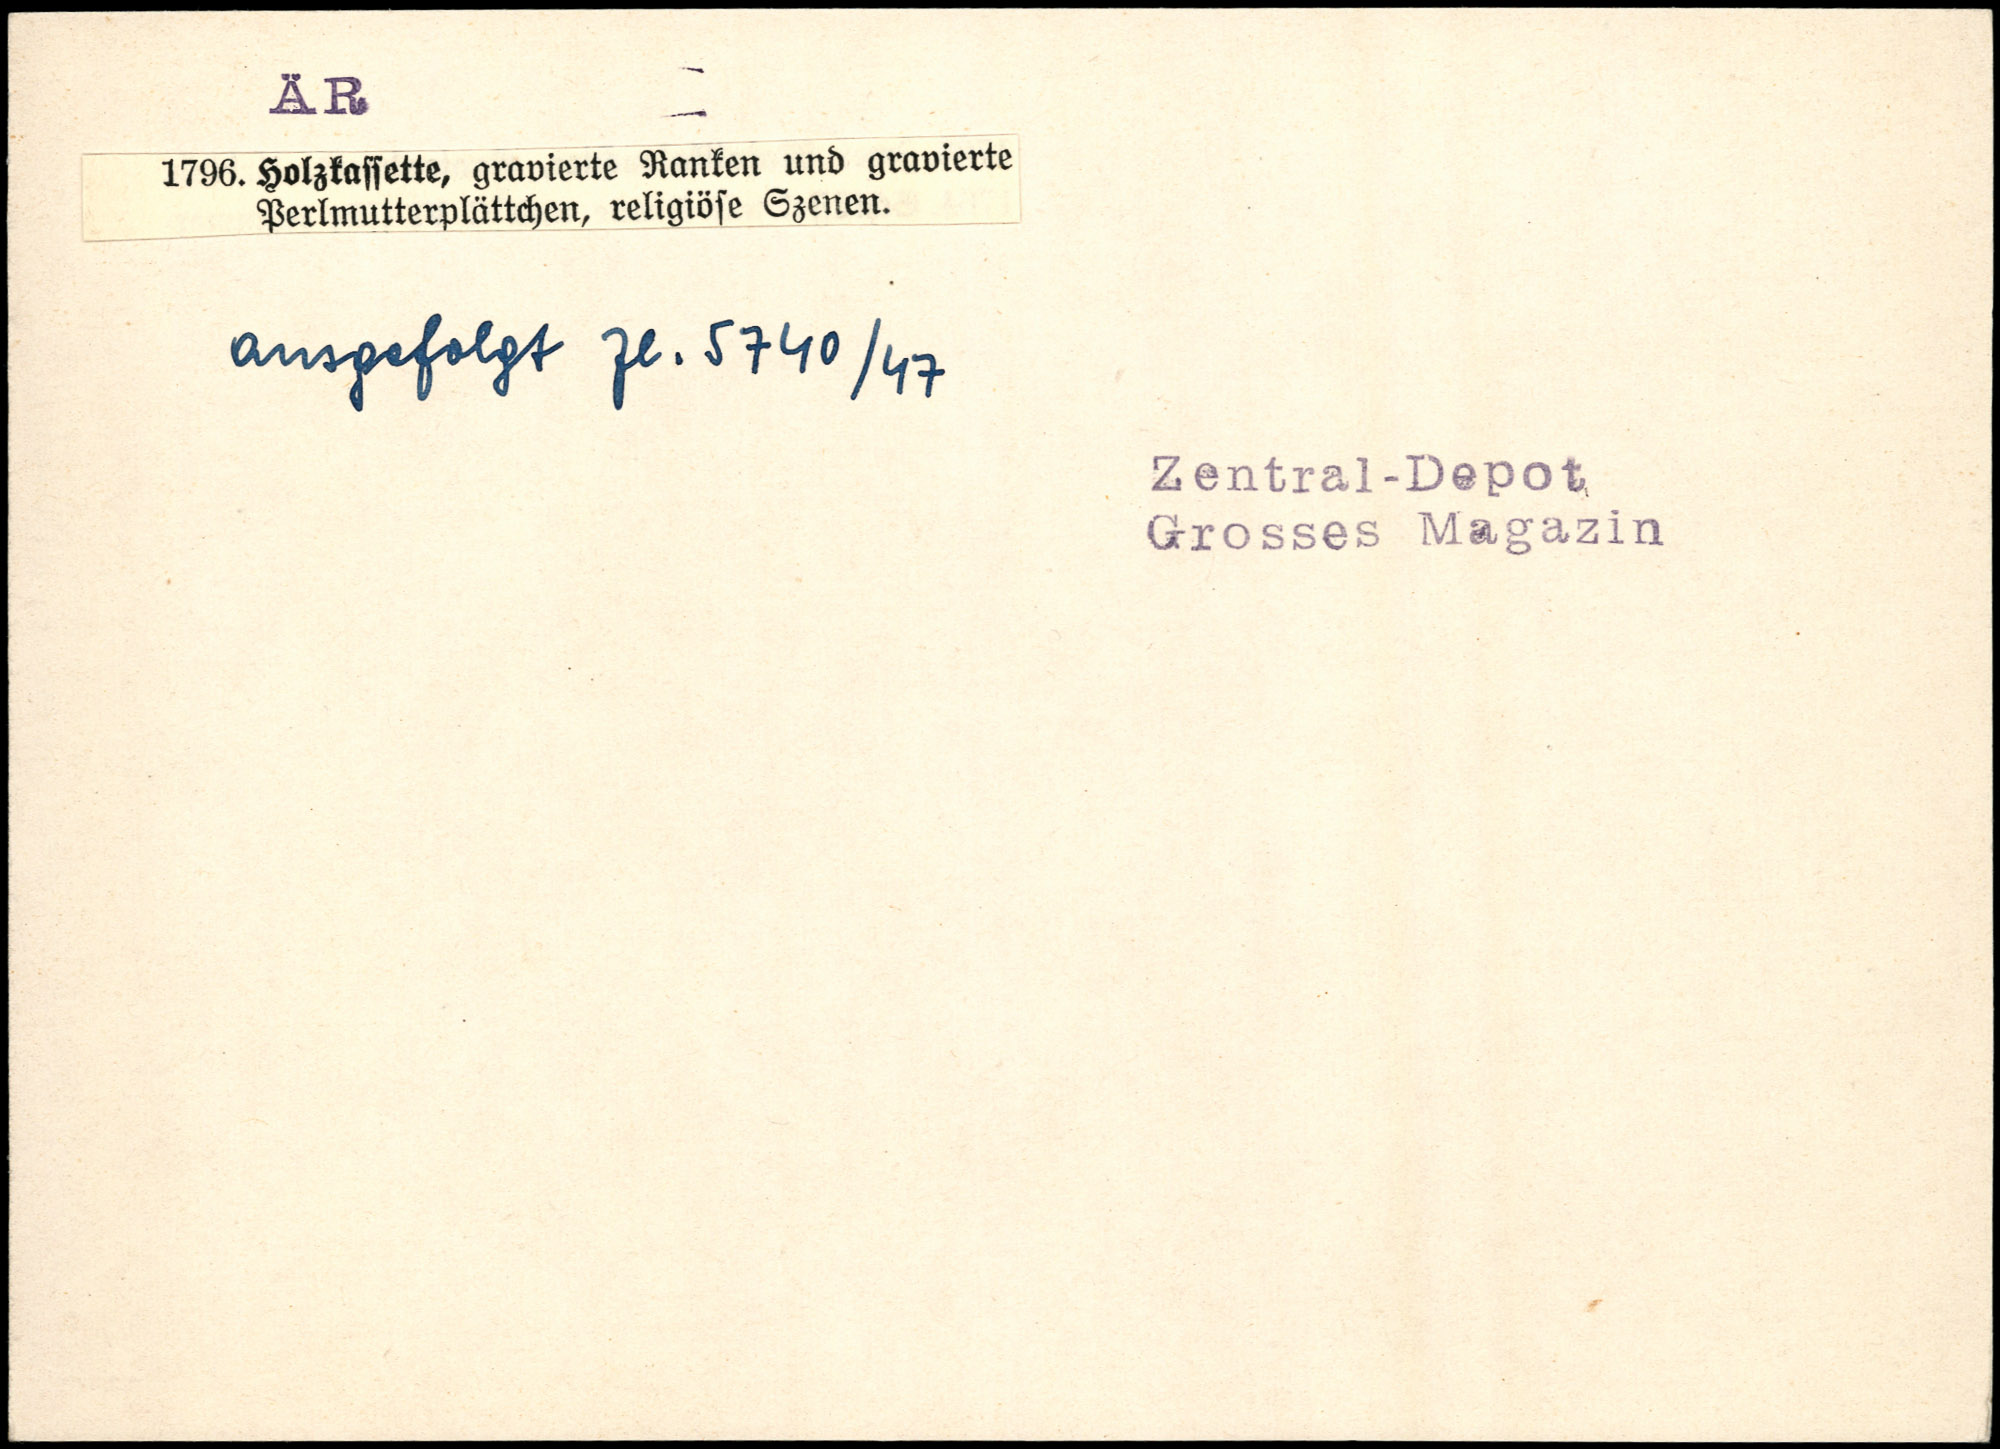 ÄR
1796. Holzkassette, gravierte Ranken und gravierte
Perlmutterplättchen, religiöse Szenen.
ausgefolgt Zl. 5740/47
Zentral-Depot
Grosses Magazin